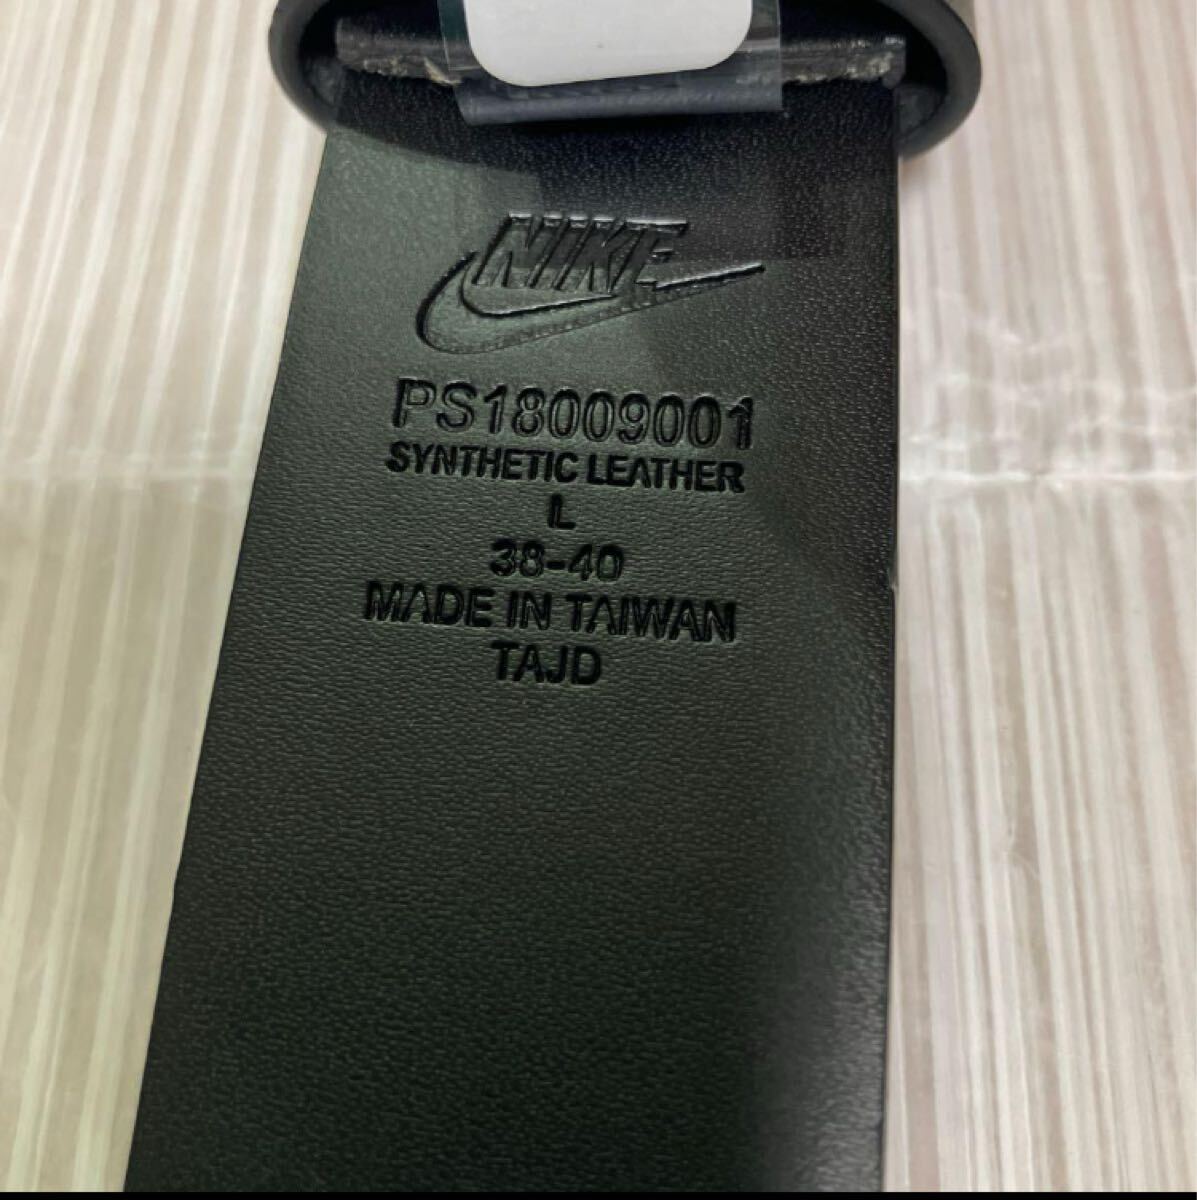 NIKE
PS18009001
SYNTHETIC LEATHER
L
38-40
MADE IN TAIWAN
TAJD